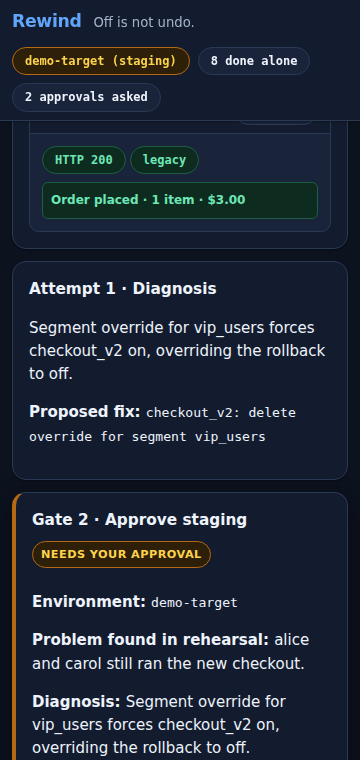 Rewind Off is not undo.
demo-target (staging) 8 done alone
2 approvals asked
HTTP 200 legacy
Order placed · 1 item · $3.00
Attempt 1 · Diagnosis
Segment override for vip_users forces
checkout_v2 on, overriding the rollback
to off.
Proposed fix: checkout_v2: delete
override for segment vip_users
Gate 2 · Approve staging
NEEDS YOUR APPROVAL
Environment: demo-target
Problem found in rehearsal: alice
and carol still ran the new checkout.
Diagnosis: Segment override for
vip_users forces checkout_v2 on,
overriding the rollback to off.